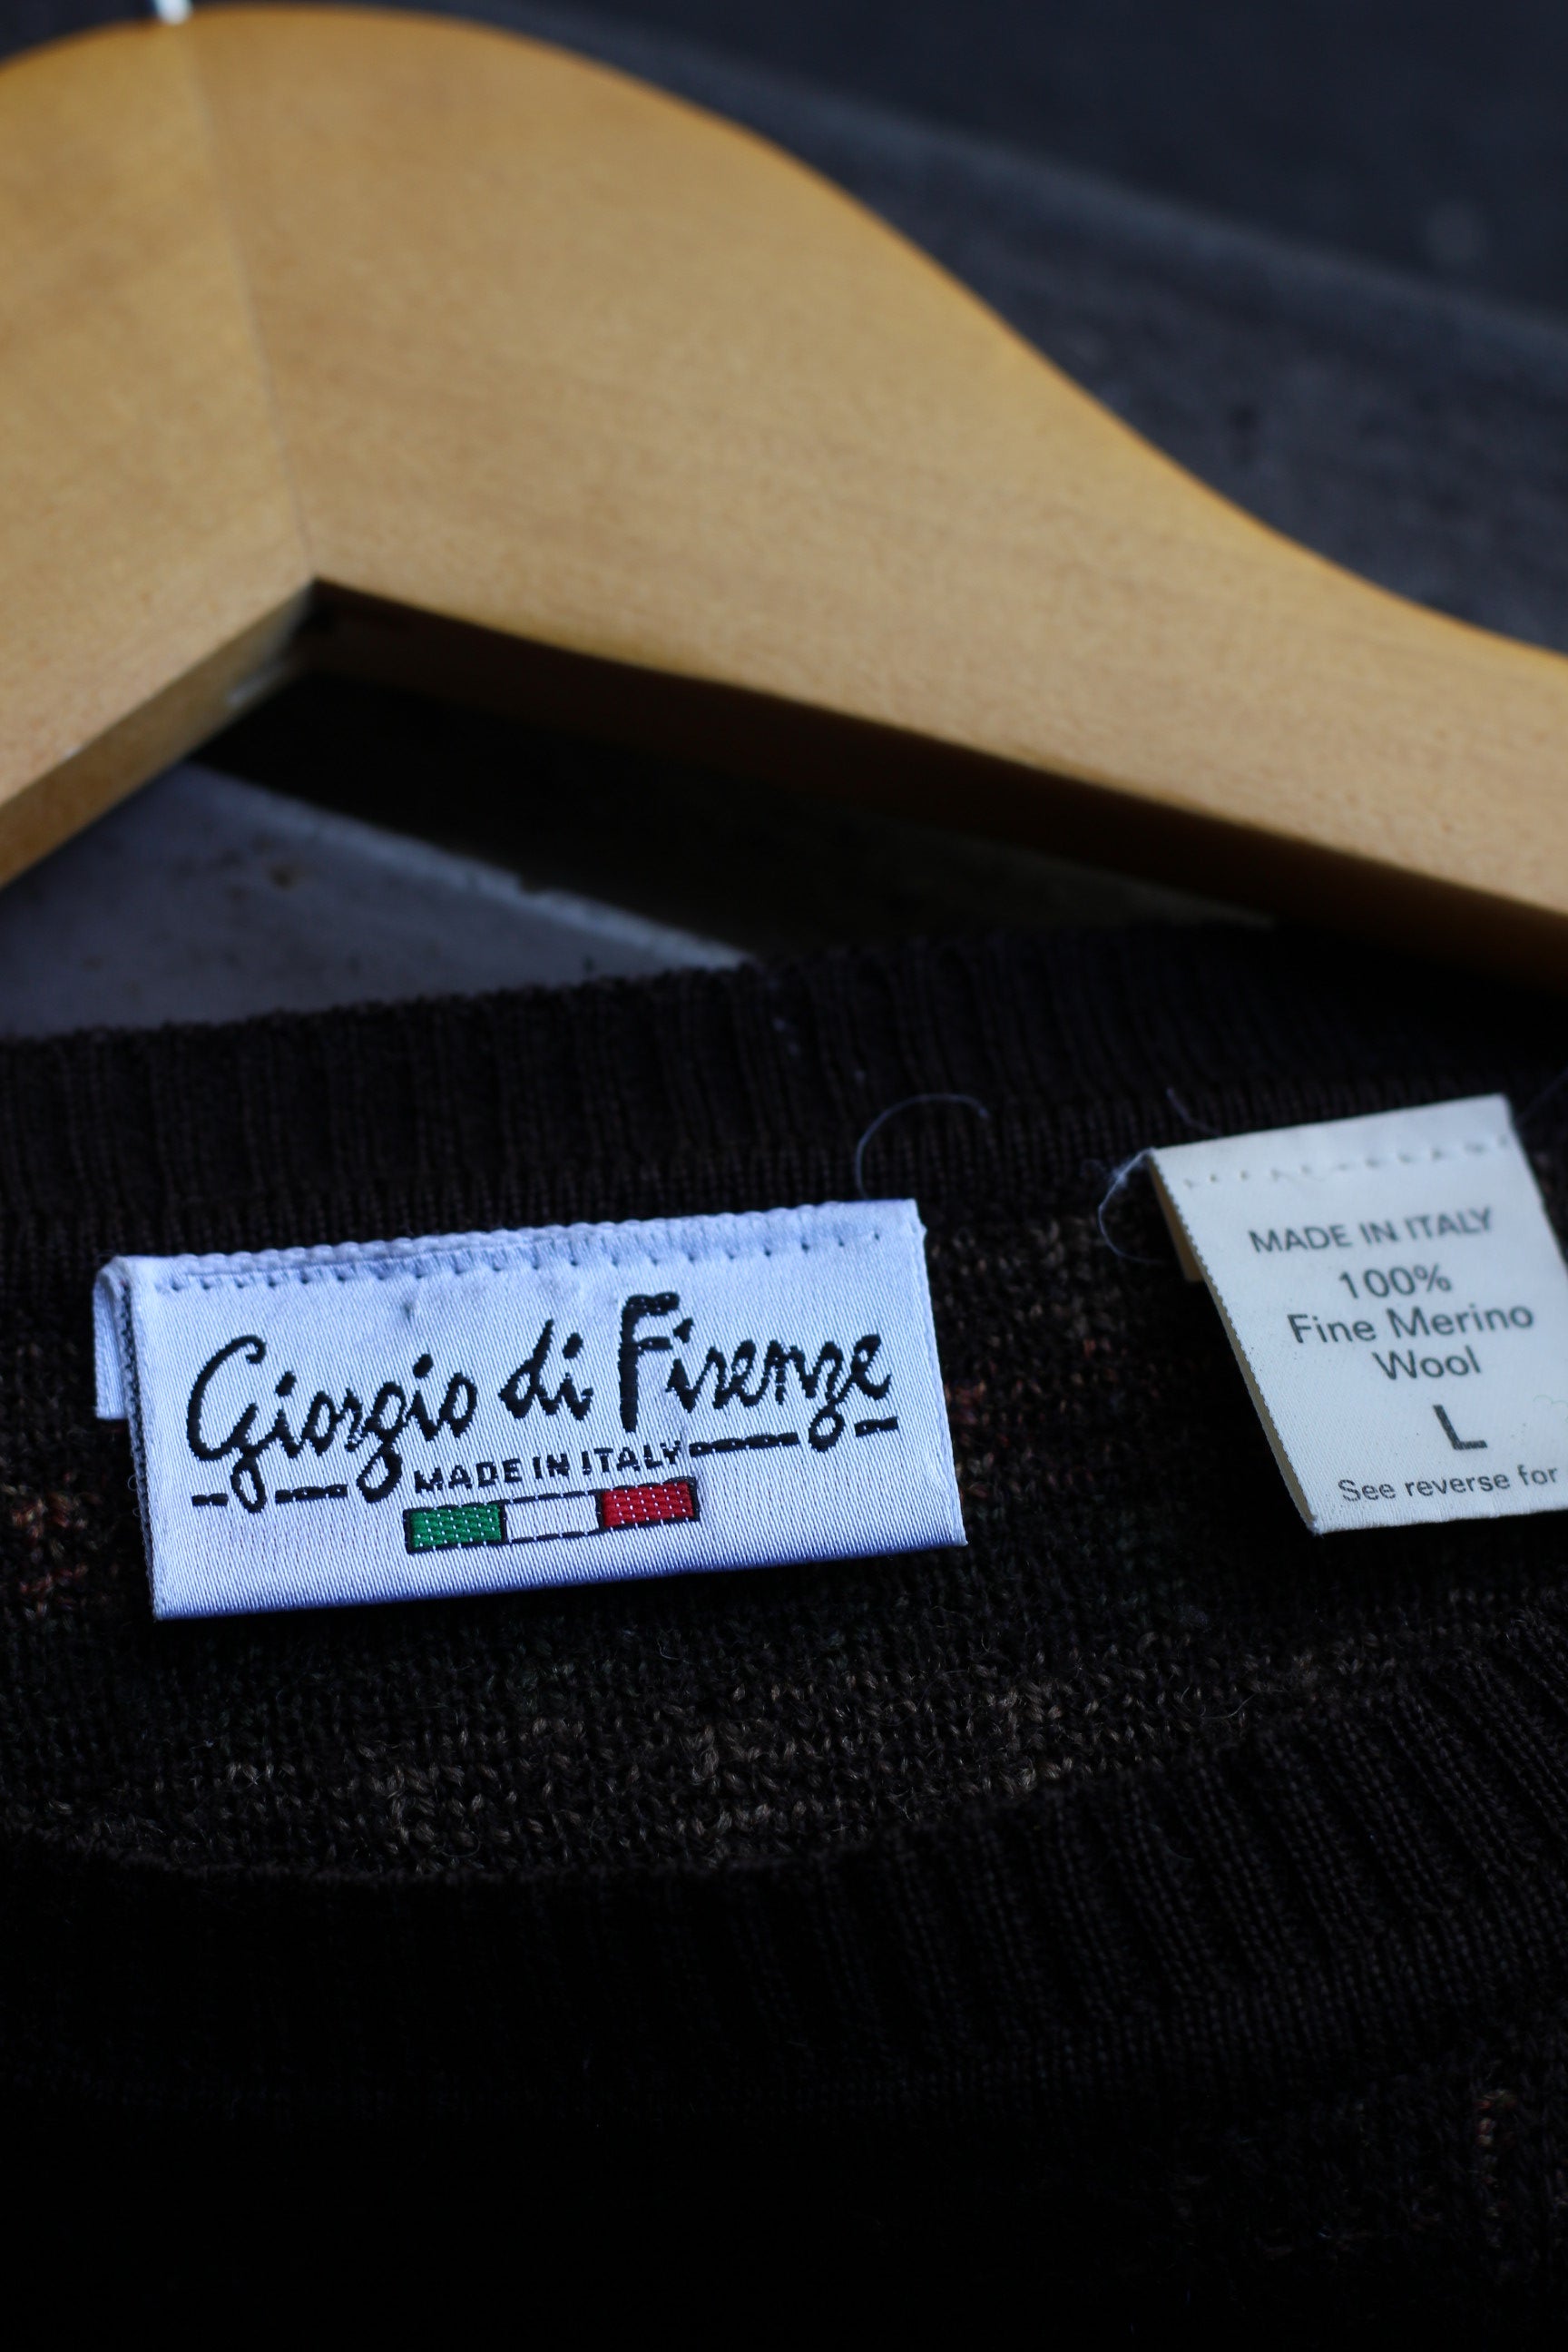 Giorgio di Firenze
MADE IN ITALY
MADE IN ITALY
100%
Fine Merino
Wool
L
See reverse for